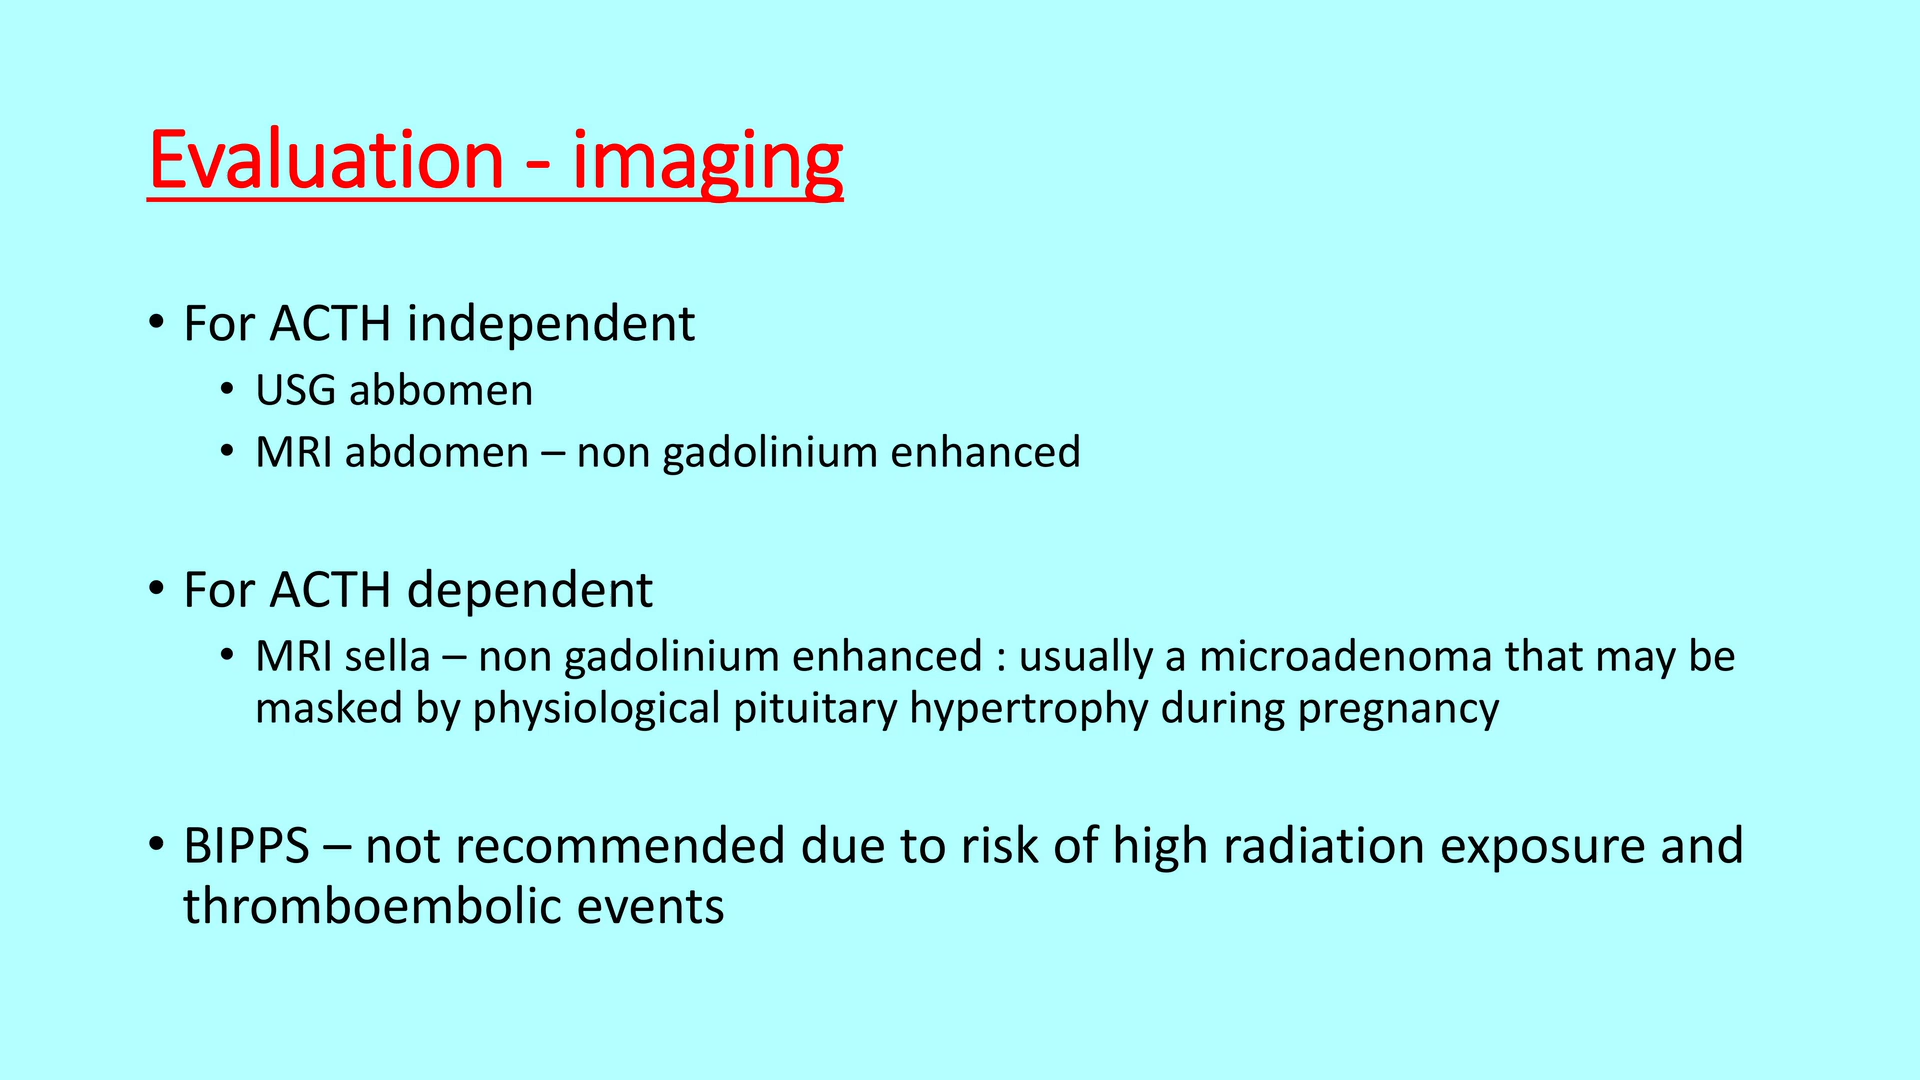 Evaluation - imaging
• For ACTH independent
• USG abbomen
• MRI abdomen – non gadolinium enhanced
• For ACTH dependent
• MRI sella – non gadolinium enhanced : usually a microadenoma that may be
masked by physiological pituitary hypertrophy during pregnancy
• BIPPS – not recommended due to risk of high radiation exposure and
thromboembolic events